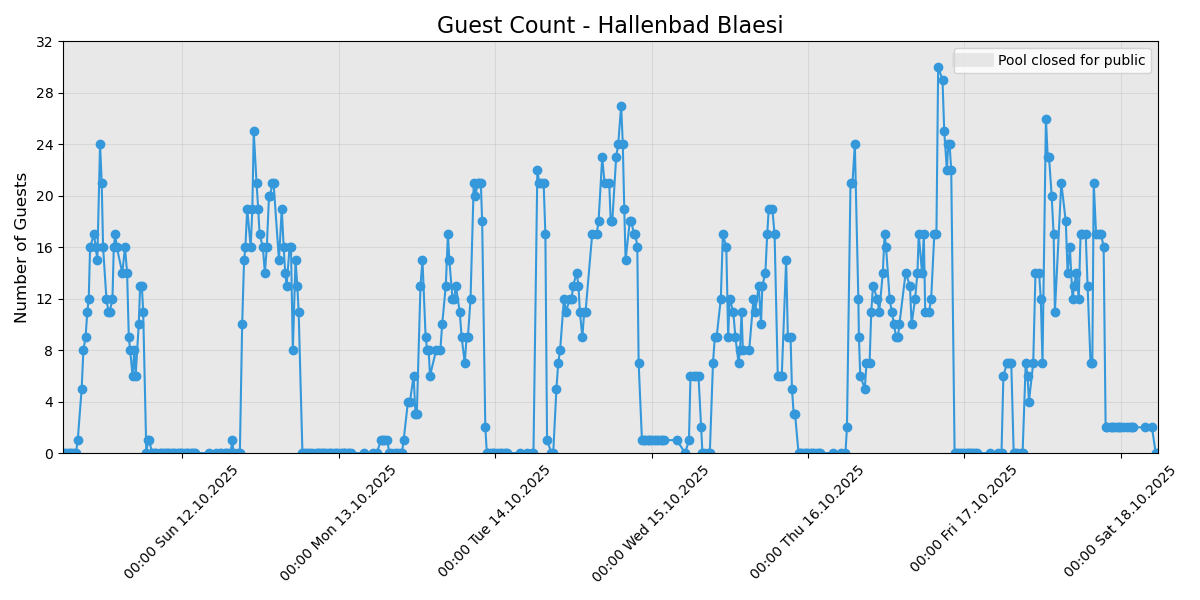 Guest Count - Hallenbad Blaesi
Pool closed for public
Number of Guests
32
28
24
20
16
12
8
4
0
00:00 Sun 12.10.2025
00:00 Mon 13.10.2025
00:00 Tue 14.10.2025
00:00 Wed 15.10.2025
00:00 Thu 16.10.2025
00:00 Fri 17.10.2025
00:00 Sat 18.10.2025